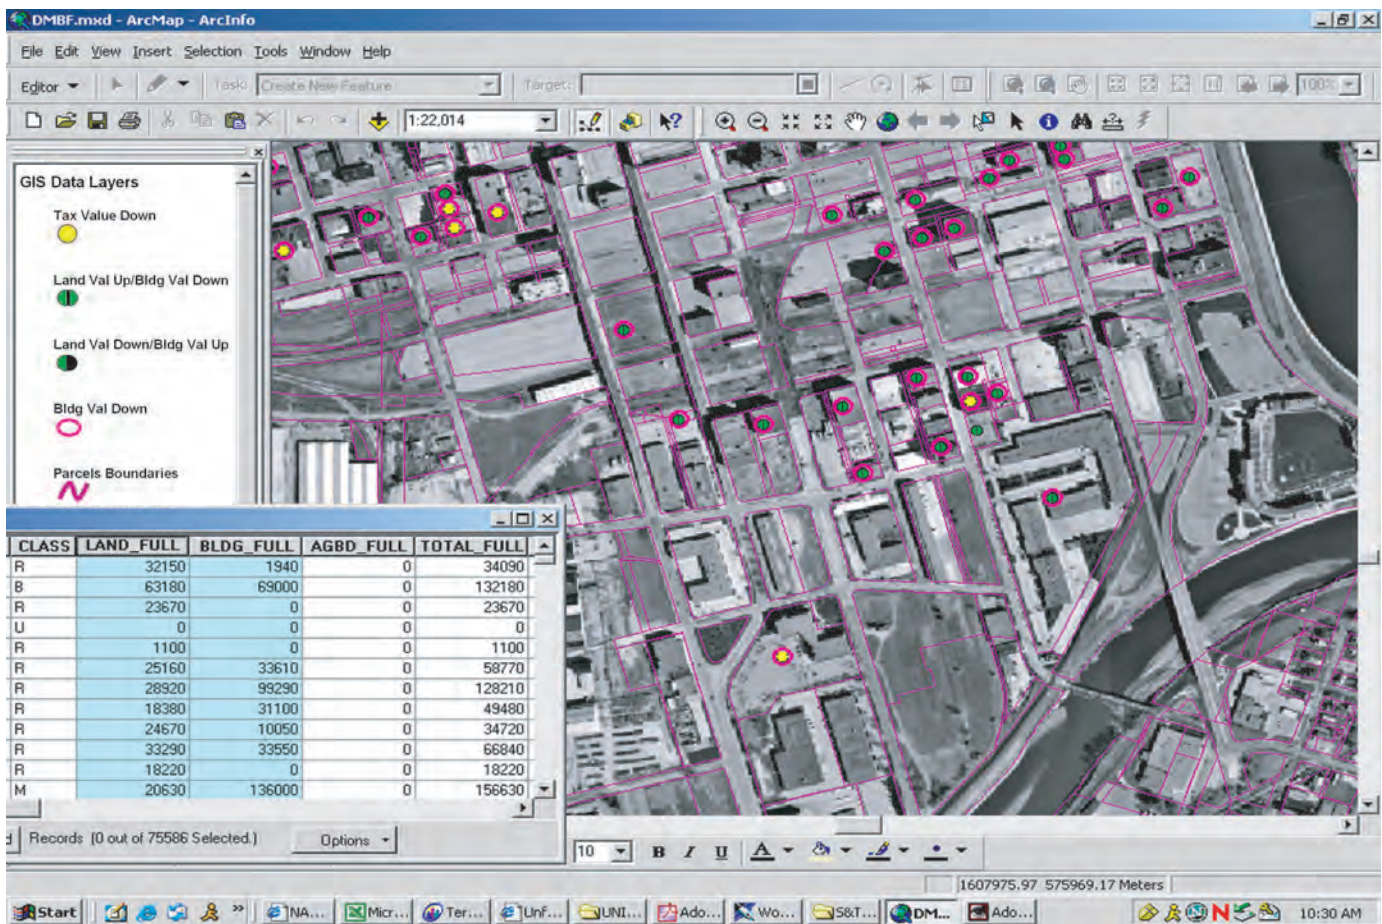 DMBF.mxd - ArcMap - ArcInfo
File Edit View Insert Selection Tools Window Help
Editor Task: Create New Feature Target: 100%
1:22,014
GIS Data Layers
Tax Value Down
Land Val Up/Bldg Val Down
Land Val Down/Bldg Val Up
Bldg Val Down
Parcels Boundaries
CLASS LAND_FULL BLDG_FULL AGBD_FULL TOTAL_FULL
R 32150 1940 0 34090
B 63180 69000 0 132180
R 23670 0 0 23670
U 0 0 0 0
R 1100 0 0 1100
R 25160 33610 0 58770
R 28920 99290 0 128210
R 18380 31100 0 49480
R 24670 10050 0 34720
R 33290 33550 0 66840
R 18220 0 0 18220
M 20630 136000 0 156630
Records (0 out of 75586 Selected.) Options
10 B I U A
1607975.97 575969.17 Meters
Start » NA... Micr... Ter... Unf... UNI... Ado... Wo... S&T... DM... Ado... N 10:30 AM